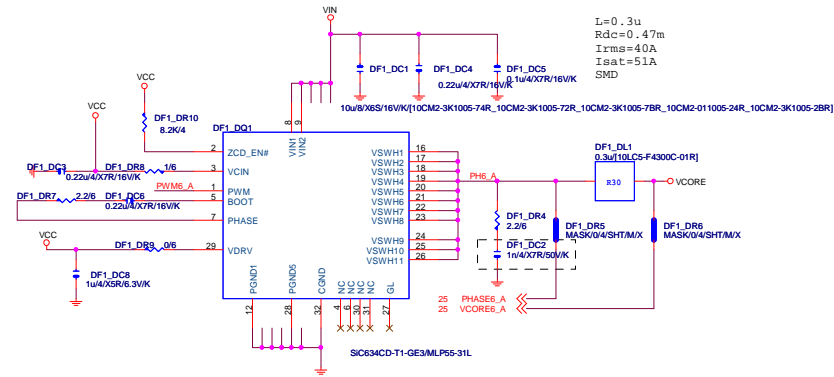 VIN
L=0.3u
Rdc=0.47m
Irms=40A
Isat=51A
SMD
DF1_DC1
DF1_DC4
0.22u/4/X7R/16V/K
DF1_DC5
0.1u/4/X7R/16V/K
10u/8/X6S/16V/K/[10CM2-3K1005-74R_10CM2-3K1005-72R_10CM2-3K1005-7BR_10CM2-011005-24R_10CM2-3K1005-2BR]
VCC
DF1_DR10
8.2K/4
VCC
DF1_DQ1
8
9
VIN1
VIN2
2
ZCD_EN#
DF1_DC3
0.22u/4/X7R/16V/K
DF1_DR8
1/6
3
VCIN
PWM6_A
1
PWM
DF1_DR7
2.2/6
DF1_DC6
0.22u/4/X7R/16V/K
5
BOOT
7
PHASE
VCC
DF1_DR9
0/6
29
VDRV
DF1_DC8
1u/4/X5R/6.3V/K
VSWH1
16
VSWH2
17
VSWH3
18
VSWH4
19
VSWH5
20
VSWH6
21
VSWH7
22
VSWH8
23
VSWH9
24
VSWH10
25
VSWH11
26
PH6_A
DF1_DL1
0.3u/[10LC5-F4300C-01R]
R30
VCORE
DF1_DR4
2.2/6
DF1_DC2
1n/4/X7R/50V/K
DF1_DR5
MASK/0/4/SHT/M/X
DF1_DR6
MASK/0/4/SHT/M/X
25 PHASE6_A
25 VCORE6_A
PGND1
PGND5
CGND
NC
NC
NC
NC
GL
12
28
32
4
6
30
31
27
SiC634CD-T1-GE3/MLP55-31L